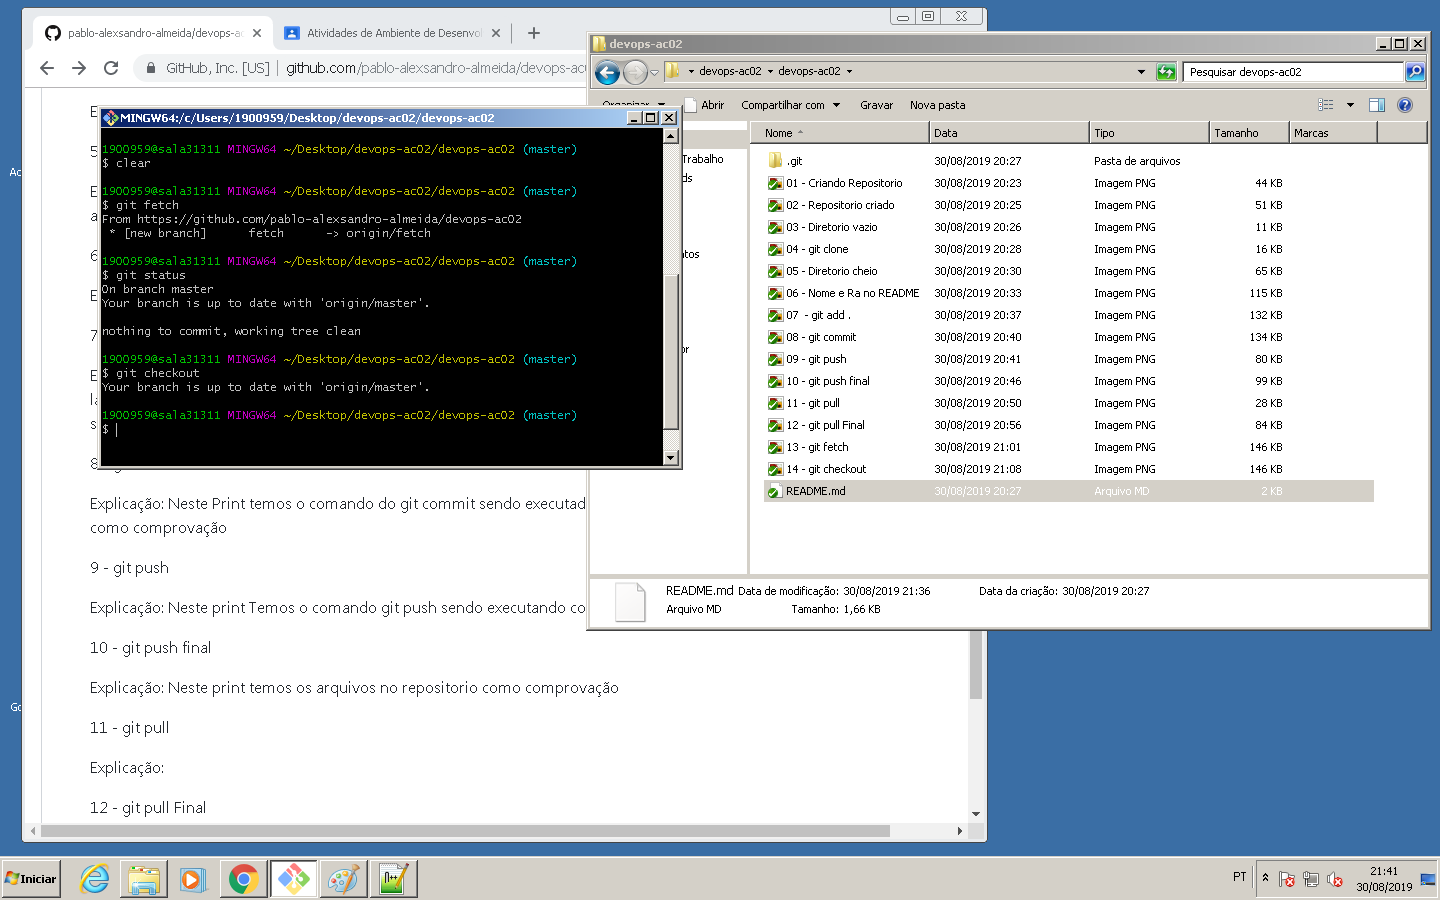 pablo-alexsandro-almeida/devops-ac
Atividades de Ambiente de Desenvol
GitHub, Inc. [US]
github.com/pablo-alexsandro-almeida/devops-ac
E
5
E
a
6
E
7
E
la
s
8
Explicação: Neste Print temos o comando do git commit sendo executad
como comprovação
9 - git push
Explicação: Neste print Temos o comando git push sendo executando co
10 - git push final
Explicação: Neste print temos os arquivos no repositorio como comprovação
11 - git pull
Explicação:
12 - git pull Final
MINGW64:/c/Users/1900959/Desktop/devops-ac02/devops-ac02
1900959@sala31311 MINGW64 ~/Desktop/devops-ac02/devops-ac02 (master)
$ clear
1900959@sala31311 MINGW64 ~/Desktop/devops-ac02/devops-ac02 (master)
$ git fetch
From https://github.com/pablo-alexsandro-almeida/devops-ac02
* [new branch] fetch -> origin/fetch
1900959@sala31311 MINGW64 ~/Desktop/devops-ac02/devops-ac02 (master)
$ git status
On branch master
Your branch is up to date with 'origin/master'.
nothing to commit, working tree clean
1900959@sala31311 MINGW64 ~/Desktop/devops-ac02/devops-ac02 (master)
$ git checkout
Your branch is up to date with 'origin/master'.
1900959@sala31311 MINGW64 ~/Desktop/devops-ac02/devops-ac02 (master)
$
devops-ac02
devops-ac02 devops-ac02
Pesquisar devops-ac02
Organizar Abrir Compartilhar com Gravar Nova pasta
Trabalho
ds
tos
or
Nome Data Tipo Tamanho Marcas
.git 30/08/2019 20:27 Pasta de arquivos
01 - Criando Repositorio 30/08/2019 20:23 Imagem PNG 44 KB
02 - Repositorio criado 30/08/2019 20:25 Imagem PNG 51 KB
03 - Diretorio vazio 30/08/2019 20:26 Imagem PNG 11 KB
04 - git clone 30/08/2019 20:28 Imagem PNG 16 KB
05 - Diretorio cheio 30/08/2019 20:30 Imagem PNG 65 KB
06 - Nome e Ra no README 30/08/2019 20:33 Imagem PNG 115 KB
07  - git add . 30/08/2019 20:37 Imagem PNG 132 KB
08 - git commit 30/08/2019 20:40 Imagem PNG 134 KB
09 - git push 30/08/2019 20:41 Imagem PNG 80 KB
10 - git push final 30/08/2019 20:46 Imagem PNG 99 KB
11 - git pull 30/08/2019 20:50 Imagem PNG 28 KB
12 - git pull Final 30/08/2019 20:56 Imagem PNG 84 KB
13 - git fetch 30/08/2019 21:01 Imagem PNG 146 KB
14 - git checkout 30/08/2019 21:08 Imagem PNG 146 KB
README.md 30/08/2019 20:27 Arquivo MD 2 KB
README.md Data de modificação: 30/08/2019 21:36 Data da criação: 30/08/2019 20:27
Arquivo MD Tamanho: 1,66 KB
Ac
Go
Iniciar
PT
21:41
30/08/2019